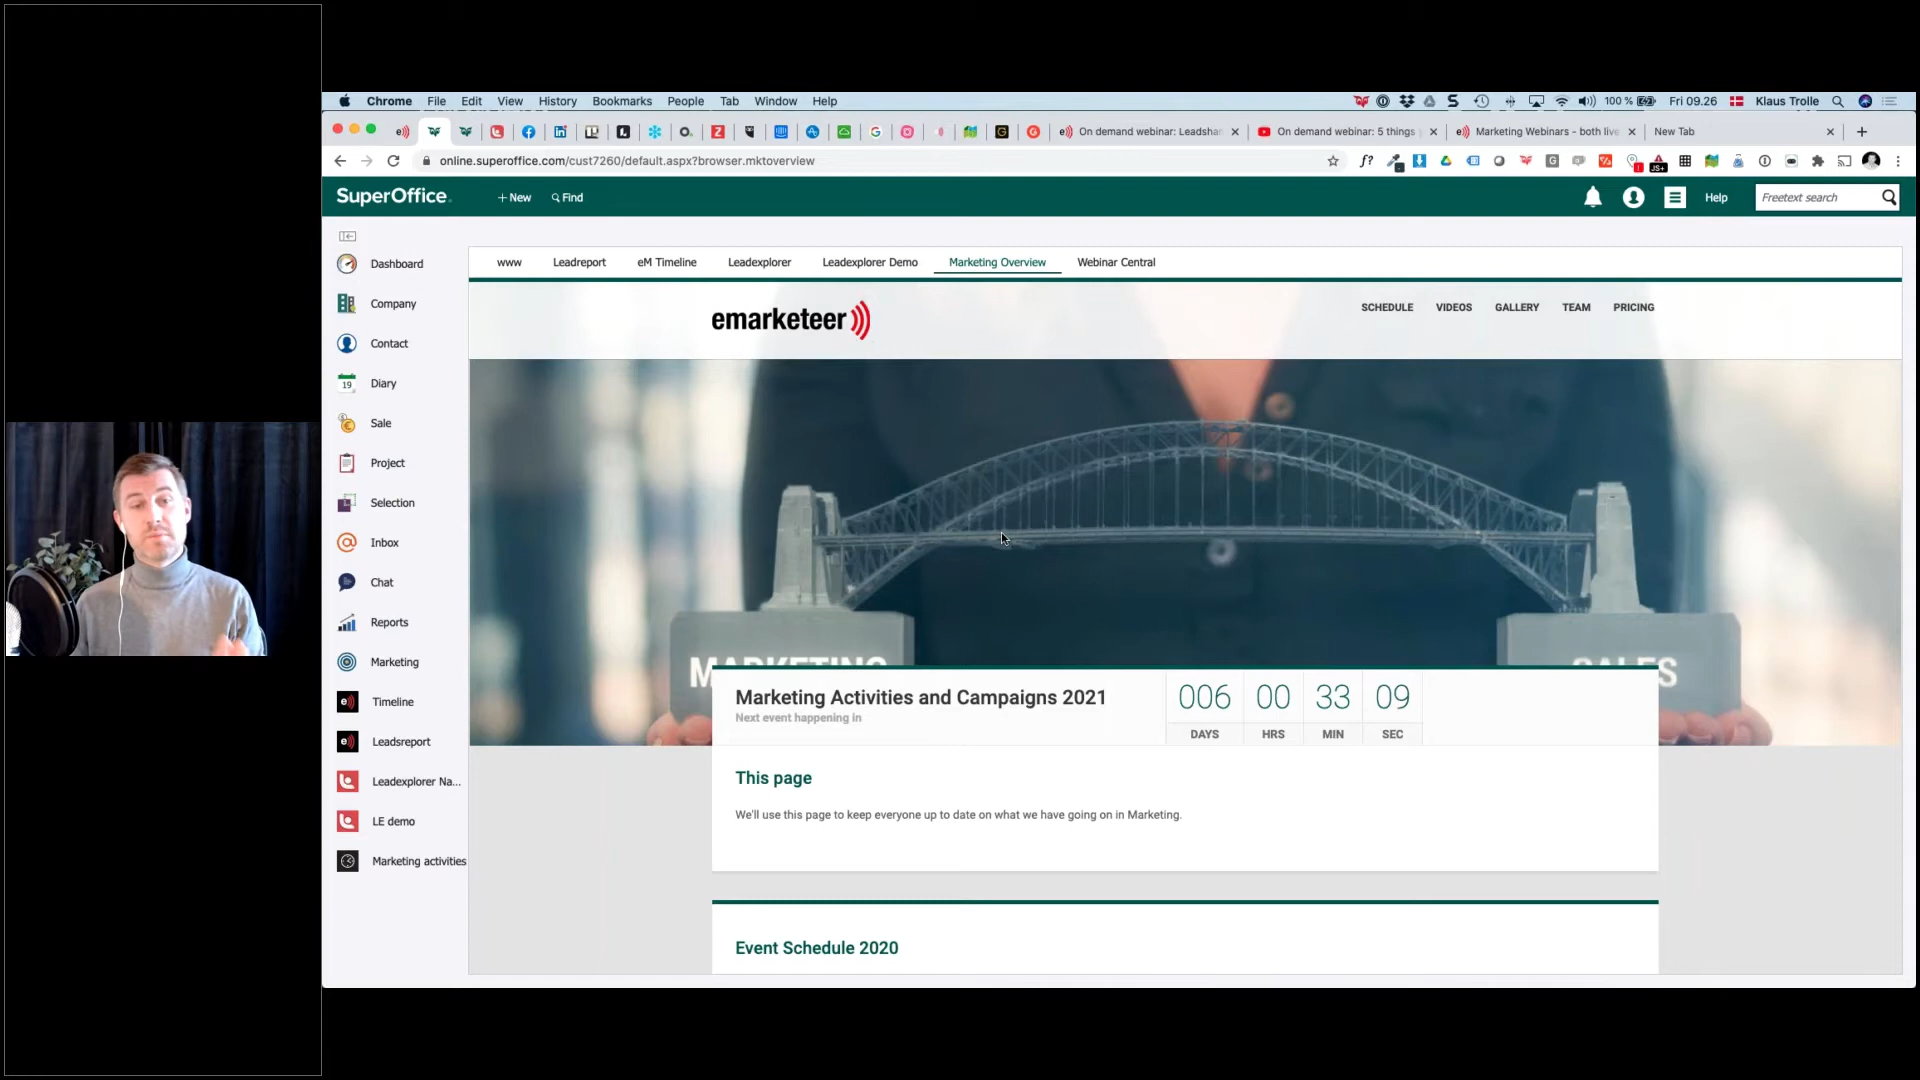 Chrome File Edit View History Bookmarks People Tab Window Help
100 % Fri 09.26 Klaus Trolle
On demand webinar: Leadshar
On demand webinar: 5 things
Marketing Webinars - both live
New Tab
online.superoffice.com/cust7260/default.aspx?browser.mktoverview
SuperOffice.
+ New
Find
Help
Freetext search
Dashboard
Company
Contact
19
Diary
Sale
Project
Selection
Inbox
Chat
Reports
Marketing
Timeline
Leadsreport
Leadexplorer Na...
LE demo
Marketing activities
www Leadreport eM Timeline Leadexplorer Leadexplorer Demo Marketing Overview Webinar Central
emarketeer
SCHEDULE VIDEOS GALLERY TEAM PRICING
MARKETING
SALES
Marketing Activities and Campaigns 2021
Next event happening in
006 00 33 09
DAYS HRS MIN SEC
This page
We'll use this page to keep everyone up to date on what we have going on in Marketing.
Event Schedule 2020